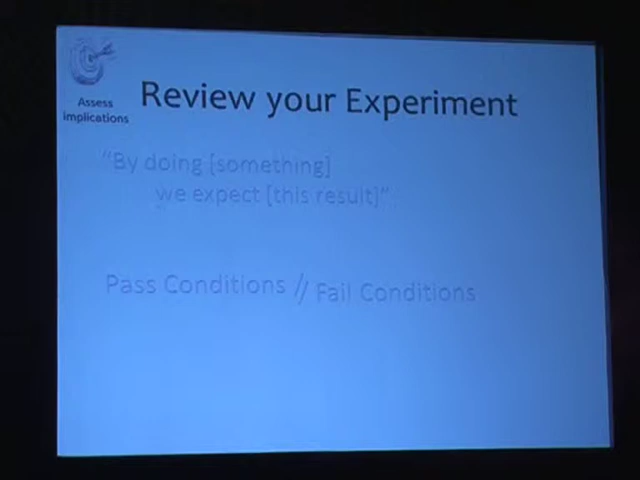 Assess
implications
Review your Experiment
"By doing [something]
we expect [this result]"
Pass Conditions // Fail Conditions